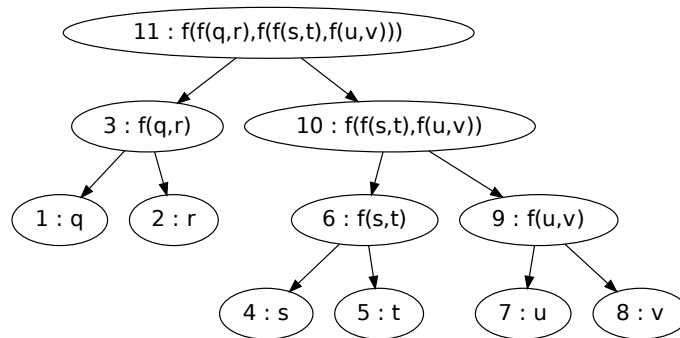 11 : f(f(q,r),f(f(s,t),f(u,v)))
3 : f(q,r)
10 : f(f(s,t),f(u,v))
1 : q
2 : r
6 : f(s,t)
9 : f(u,v)
4 : s
5 : t
7 : u
8 : v